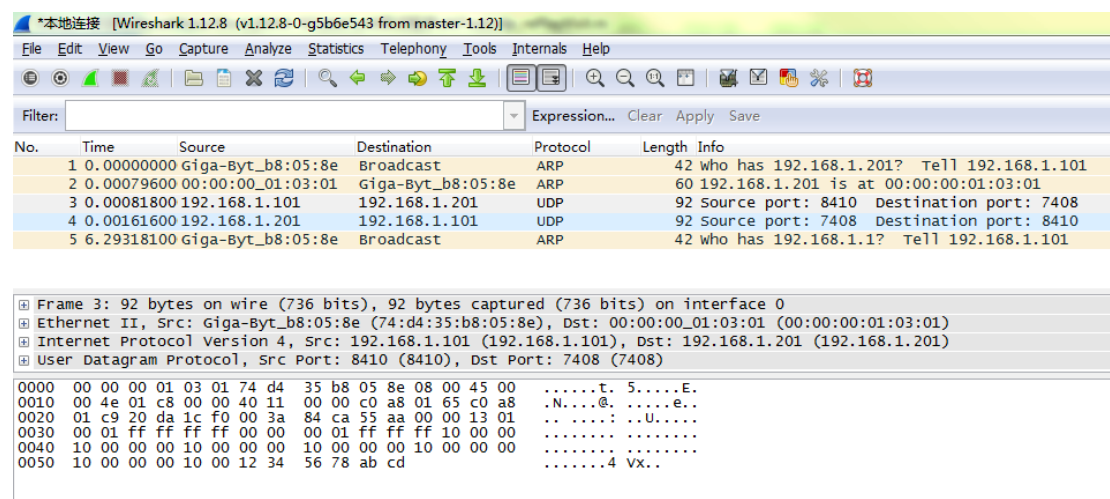 *本地连接 [Wireshark 1.12.8 (v1.12.8-0-g5b6e543 from master-1.12)]
File Edit View Go Capture Analyze Statistics Telephony Tools Internals Help
Filter: Expression... Clear Apply Save
No. Time Source Destination Protocol Length Info
1 0.00000000 Giga-Byt_b8:05:8e Broadcast ARP 42 Who has 192.168.1.201? Tell 192.168.1.101
2 0.00079600 00:00:00_01:03:01 Giga-Byt_b8:05:8e ARP 60 192.168.1.201 is at 00:00:00:01:03:01
3 0.00081800 192.168.1.101 192.168.1.201 UDP 92 Source port: 8410 Destination port: 7408
4 0.00161600 192.168.1.201 192.168.1.101 UDP 92 Source port: 7408 Destination port: 8410
5 6.29318100 Giga-Byt_b8:05:8e Broadcast ARP 42 Who has 192.168.1.1? Tell 192.168.1.101
Frame 3: 92 bytes on wire (736 bits), 92 bytes captured (736 bits) on interface 0
Ethernet II, Src: Giga-Byt_b8:05:8e (74:d4:35:b8:05:8e), Dst: 00:00:00_01:03:01 (00:00:00:01:03:01)
Internet Protocol Version 4, Src: 192.168.1.101 (192.168.1.101), Dst: 192.168.1.201 (192.168.1.201)
User Datagram Protocol, Src Port: 8410 (8410), Dst Port: 7408 (7408)
0000 00 00 00 01 03 01 74 d4 35 b8 05 8e 08 00 45 00 ......t. 5.....E.
0010 00 4e 01 c8 00 00 40 11 00 00 c0 a8 01 65 c0 a8 .N....@. .....e..
0020 01 c9 20 da 1c f0 00 3a 84 ca 55 aa 00 00 13 01 .. ....: ..U.....
0030 00 01 ff ff ff ff 00 00 00 01 ff ff ff 10 00 00 ........ ........
0040 10 00 00 00 10 00 00 00 10 00 00 00 10 00 00 00 ........ ........
0050 10 00 00 00 10 00 12 34 56 78 ab cd .......4 Vx..